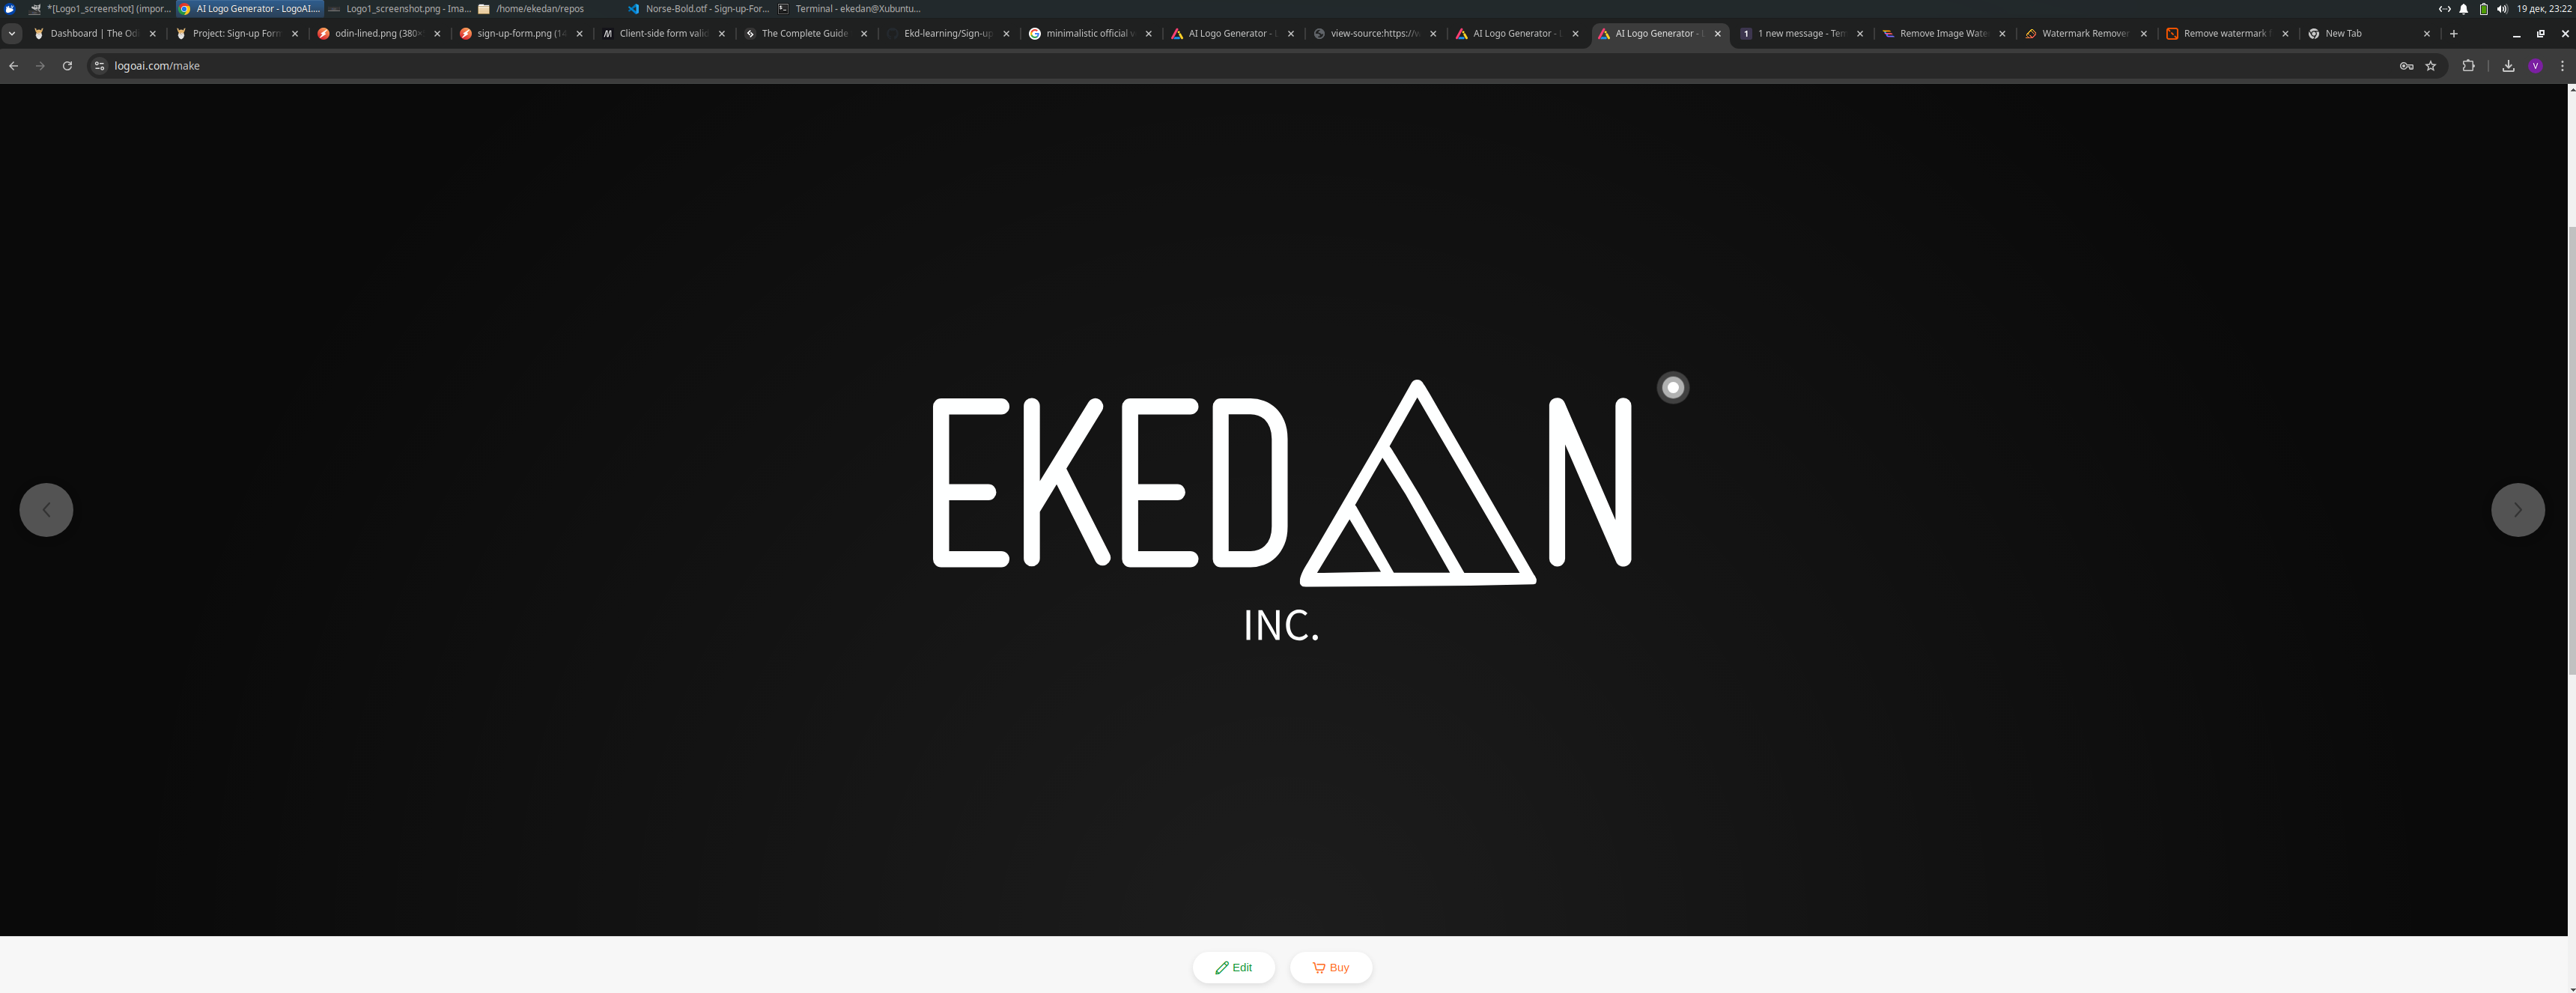 *[Logo1_screenshot] (impor... AI Logo Generator - LogoAI.... Logo1_screenshot.png - Ima... /home/ekedan/repos Norse-Bold.otf - Sign-up-For... Terminal - ekedan@Xubuntu... 19 дек, 23:22
Dashboard | The Od Project: Sign-up Form odin-lined.png (380× sign-up-form.png (14 Client-side form valid The Complete Guide Ekd-learning/Sign-up minimalistic official v AI Logo Generator - view-source:https:// AI Logo Generator - AI Logo Generator - 1 1 new message - Tem Remove Image Wate Watermark Remover Remove watermark New Tab
logoai.com/make V
EKEDAN
INC.
Edit Buy